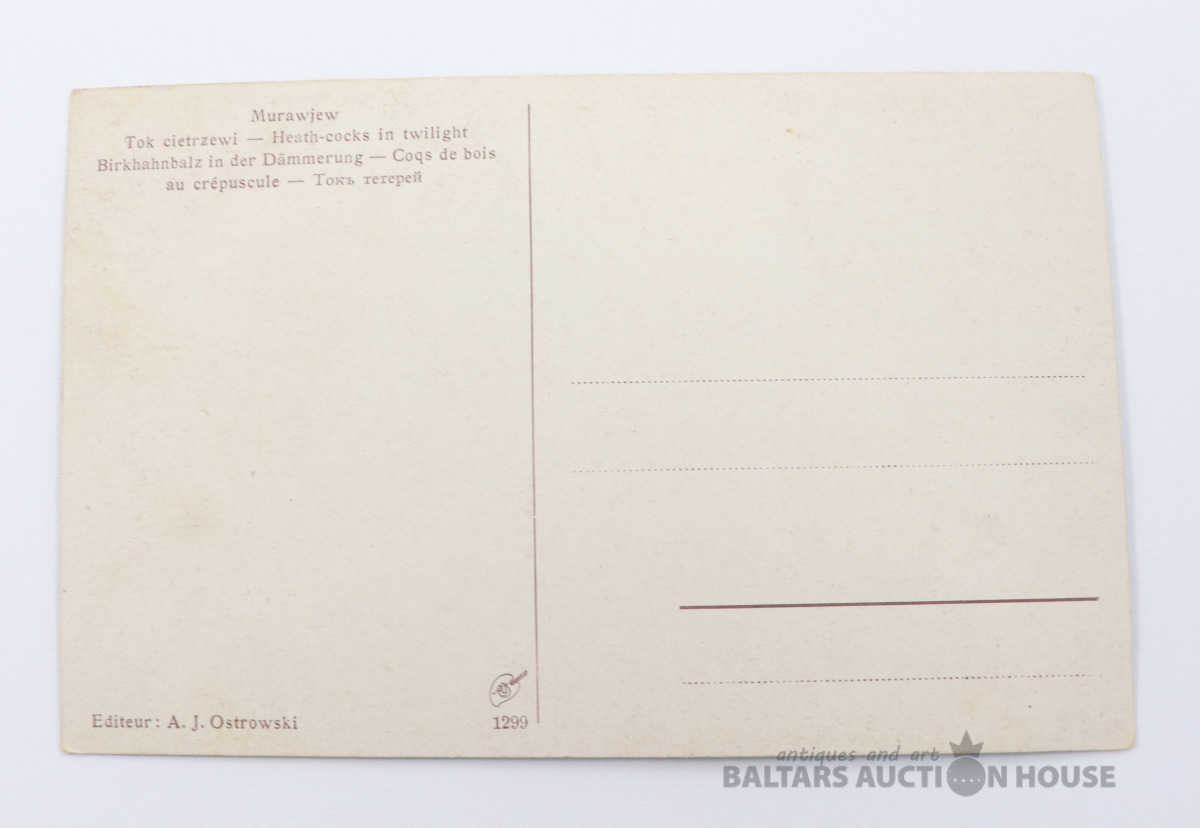 Murawjew
Tok cietrzewi — Heath-cocks in twilight
Birkhahnbalz in der Dämmerung — Coqs de bois
au crépuscule — Токъ тетерей
Editeur: A. J. Ostrowski
1299
antiques and art
BALTARS AUCTION HOUSE